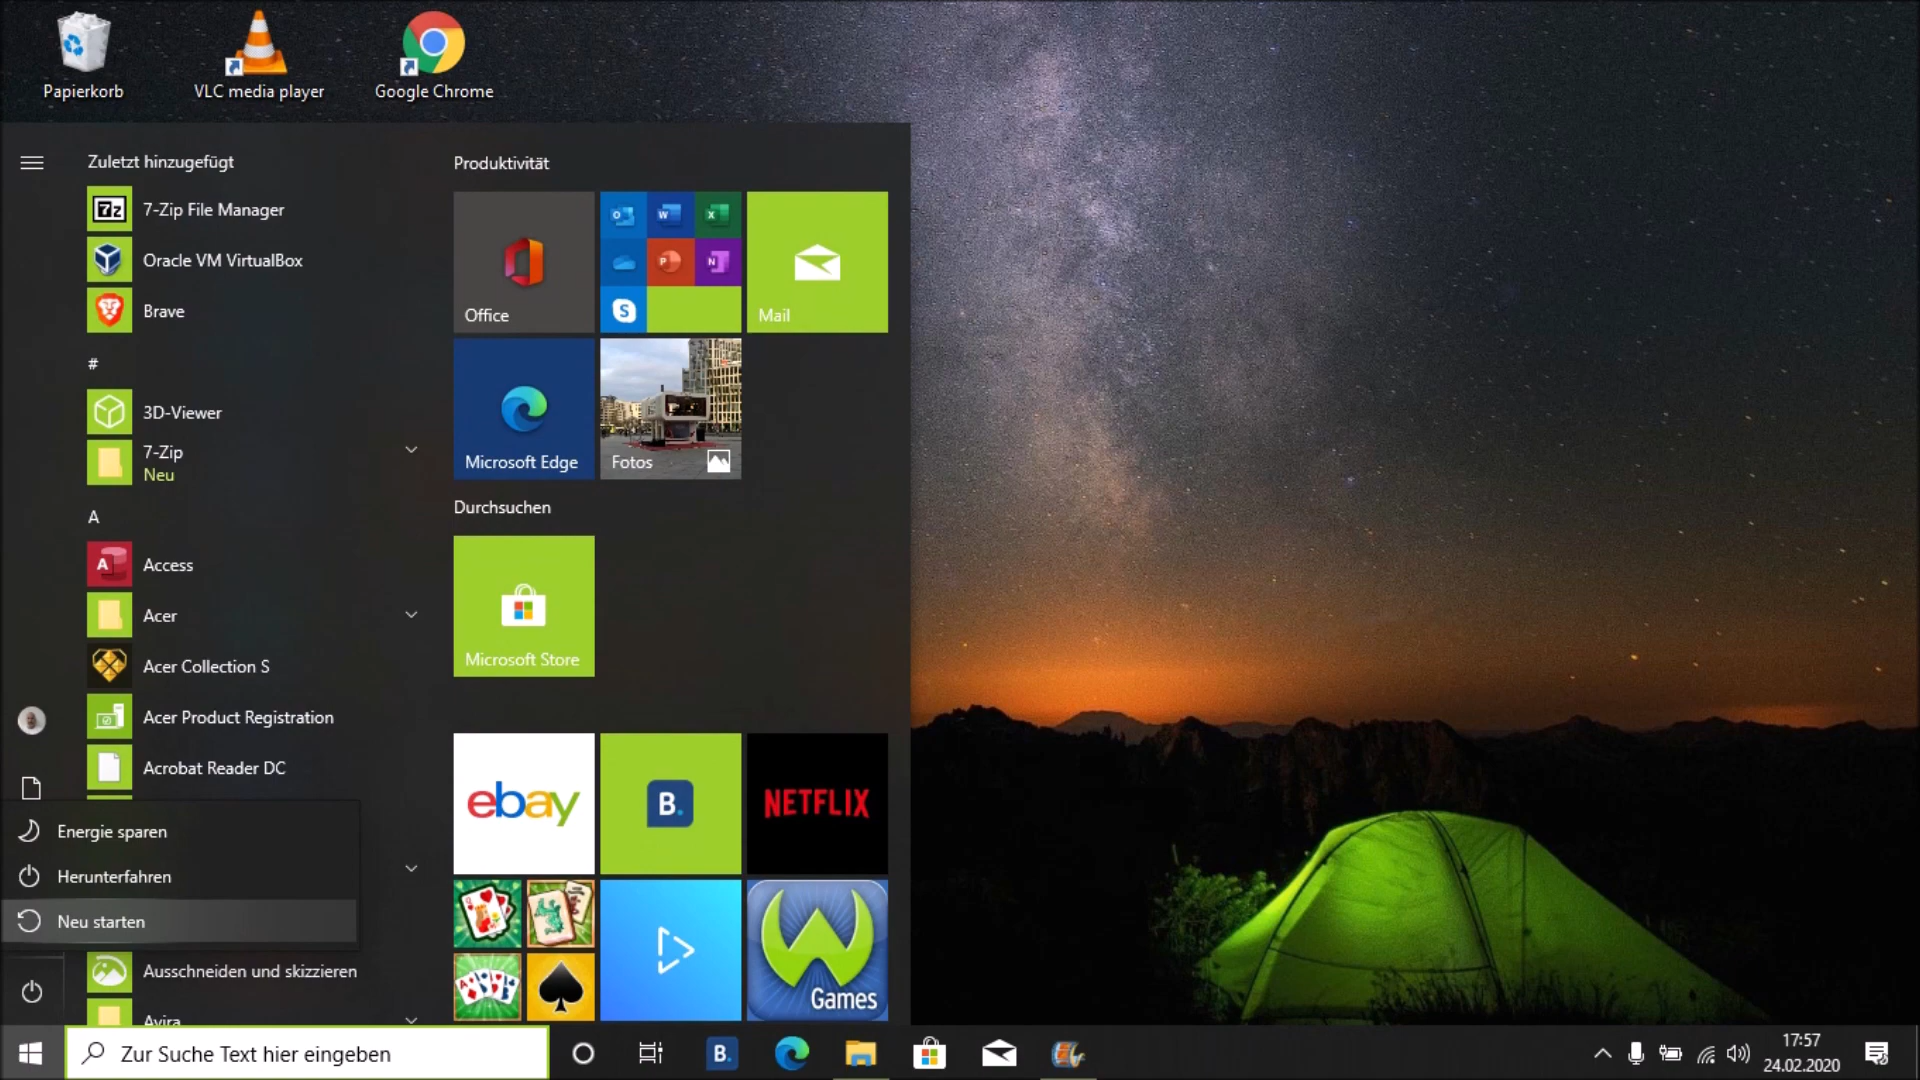 Papierkorb
VLC media player
Google Chrome
Zuletzt hinzugefügt
7-Zip File Manager
Oracle VM VirtualBox
Brave
#
3D-Viewer
7-Zip
Neu
A
Access
Acer
Acer Collection S
Acer Product Registration
Acrobat Reader DC
Energie sparen
Herunterfahren
Neu starten
Ausschneiden und skizzieren
Avira
Produktivität
Office
Mail
Microsoft Edge
Fotos
Durchsuchen
Microsoft Store
ebay
B.
NETFLIX
Games
Zur Suche Text hier eingeben
B.
17:57
24.02.2020